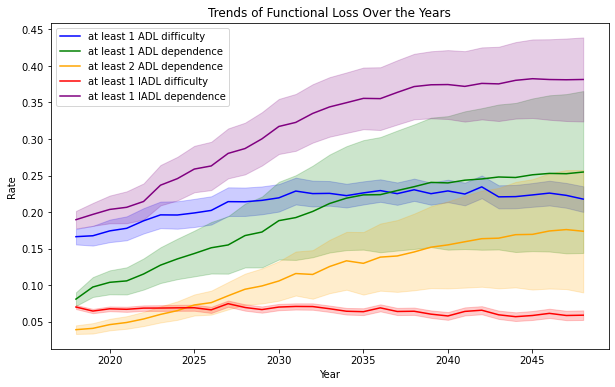 Trends of Functional Loss Over the Years
at least 1 ADL difficulty
at least 1 ADL dependence
at least 2 ADL dependence
at least 1 IADL difficulty
at least 1 IADL dependence
0.45
0.40
0.35
0.30
0.25
0.20
0.15
0.10
0.05
Rate
2020 2025 2030 2035 2040 2045
Year